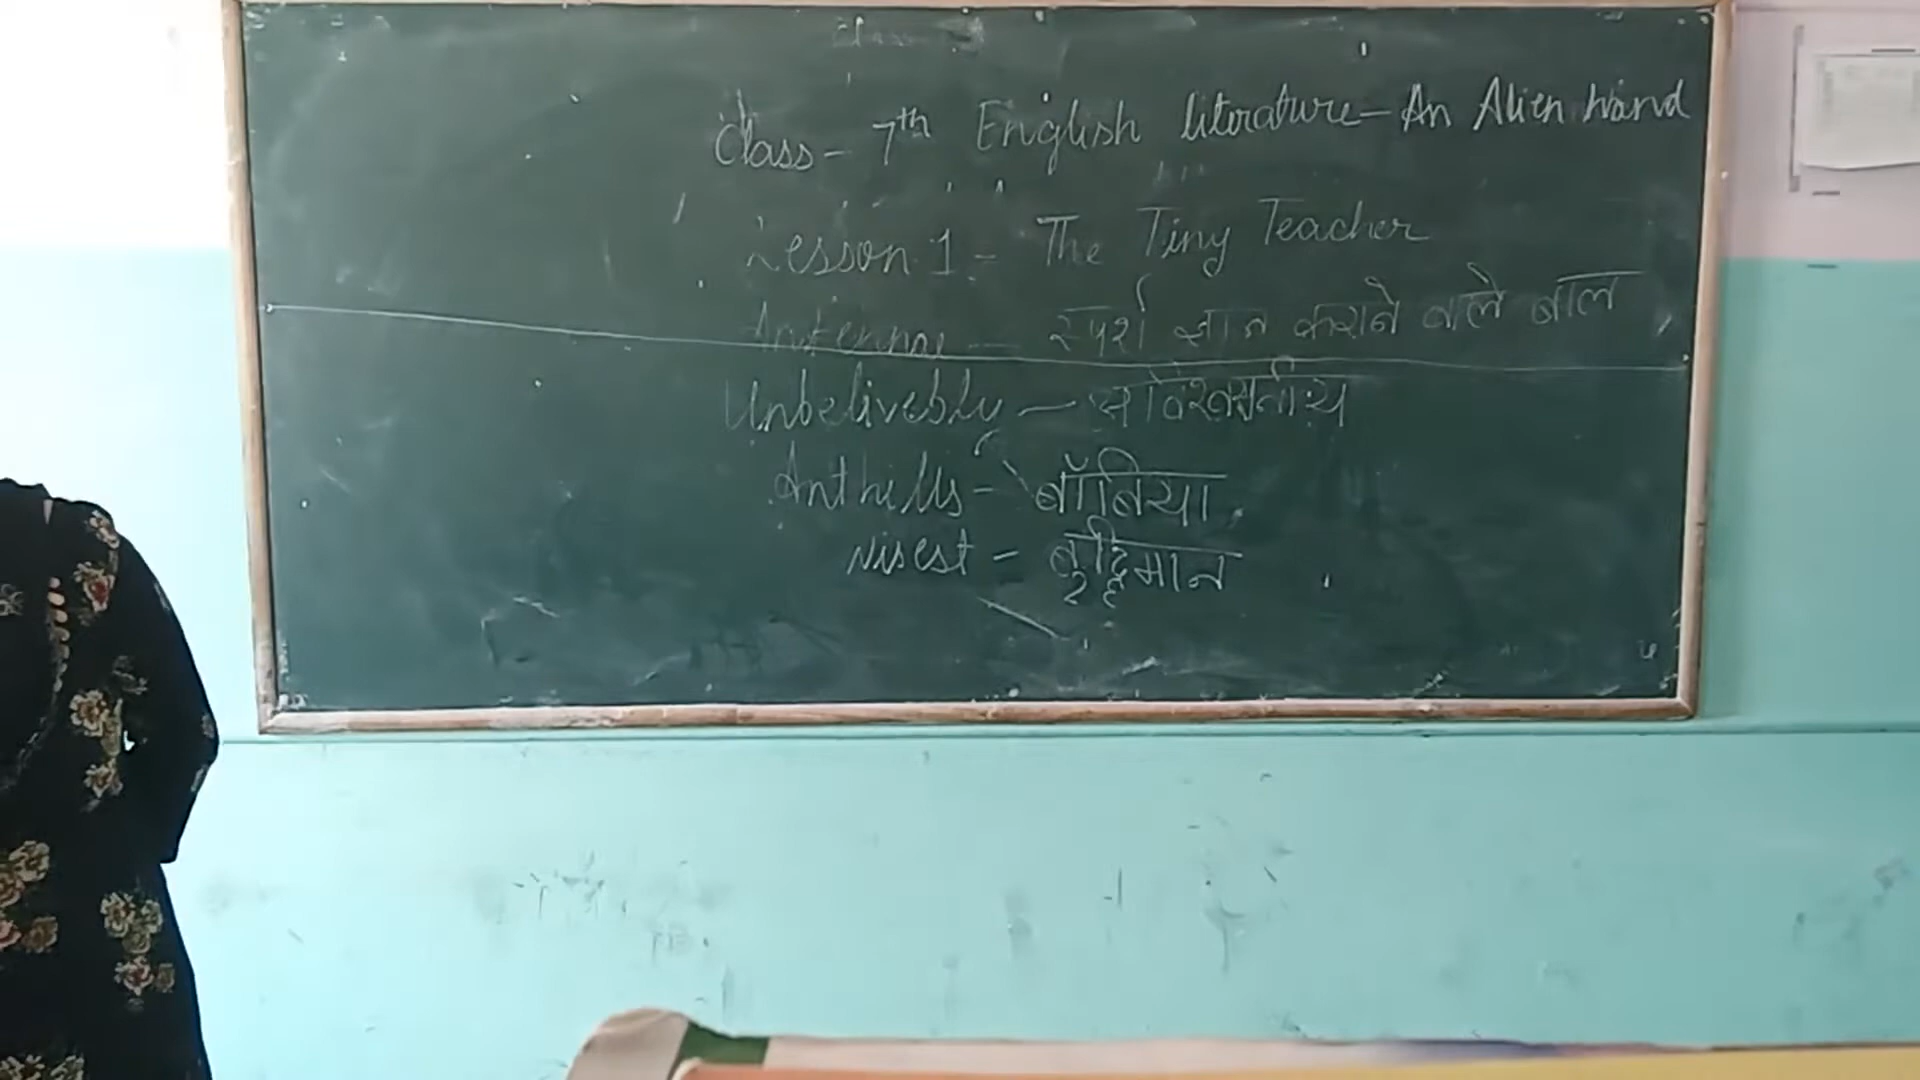 Class - 7th English literature - An Alien Hand
Lesson 1 - The Tiny Teacher
Antennae - स्पर्श ज्ञान कराने वाले बाल
Unbelivebly - अविश्वसनीय
Anthills - बाँबिया
Wisest - बुद्धिमान